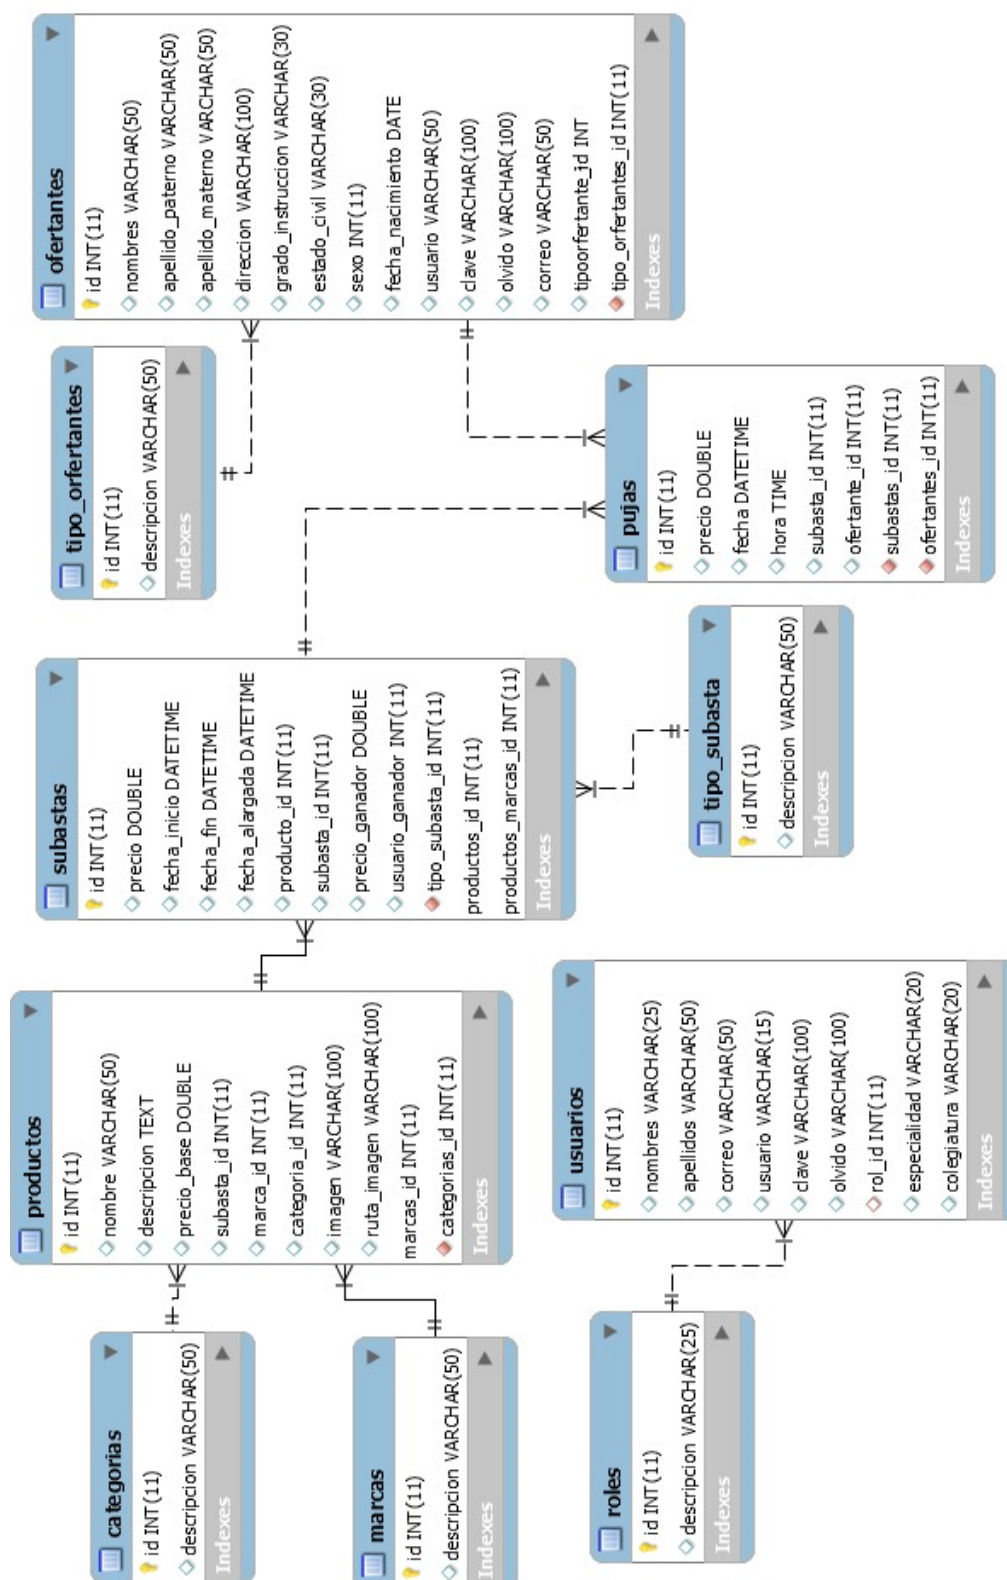 categorias
id INT(11)
descripcion VARCHAR(50)
Indexes
marcas
id INT(11)
descripcion VARCHAR(50)
Indexes
roles
id INT(11)
descripcion VARCHAR(25)
Indexes
productos
id INT(11)
nombre VARCHAR(50)
descripcion TEXT
precio_base DOUBLE
subasta_id INT(11)
marca_id INT(11)
categoria_id INT(11)
imagen VARCHAR(100)
ruta_imagen VARCHAR(100)
marcas_id INT(11)
categorias_id INT(11)
Indexes
usuarios
id INT(11)
nombres VARCHAR(25)
apellidos VARCHAR(50)
correo VARCHAR(50)
usuario VARCHAR(15)
clave VARCHAR(100)
olvido VARCHAR(100)
rol_id INT(11)
especialidad VARCHAR(20)
colegiatura VARCHAR(20)
Indexes
subastas
id INT(11)
precio DOUBLE
fecha_inicio DATETIME
fecha_fin DATETIME
fecha_alargada DATETIME
producto_id INT(11)
subasta_id INT(11)
precio_ganador DOUBLE
usuario_ganador INT(11)
tipo_subasta_id INT(11)
productos_id INT(11)
productos_marcas_id INT(11)
Indexes
tipo_subasta
id INT(11)
descripcion VARCHAR(50)
Indexes
tipo_orfertantes
id INT(11)
descripcion VARCHAR(50)
Indexes
pujas
id INT(11)
precio DOUBLE
fecha DATETIME
hora TIME
subasta_id INT(11)
ofertante_id INT(11)
subastas_id INT(11)
ofertantes_id INT(11)
Indexes
ofertantes
id INT(11)
nombres VARCHAR(50)
apellido_paterno VARCHAR(50)
apellido_materno VARCHAR(50)
direccion VARCHAR(100)
grado_instruccion VARCHAR(30)
estado_civil VARCHAR(30)
sexo INT(11)
fecha_nacimiento DATE
usuario VARCHAR(50)
clave VARCHAR(100)
olvido VARCHAR(100)
correo VARCHAR(50)
tipoorfertante_id INT
tipo_orfertantes_id INT(11)
Indexes